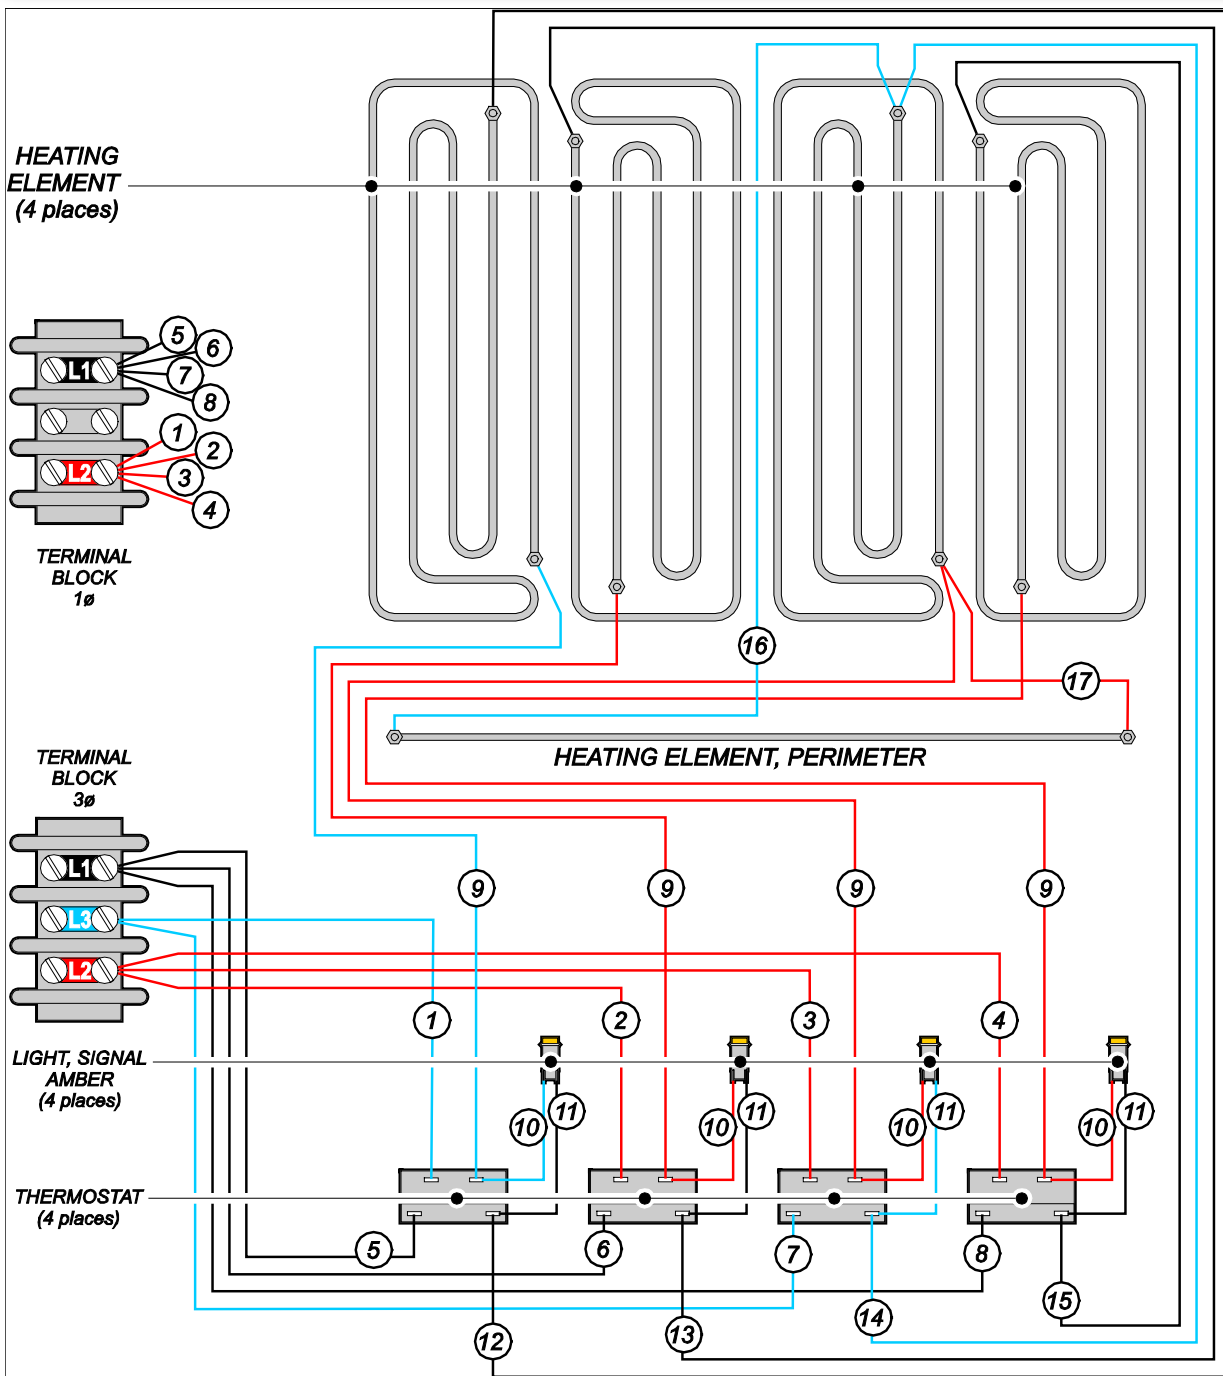 HEATING
ELEMENT
(4 places)
5
6
L1
7
8
1
2
L2
3
4
TERMINAL
BLOCK
1ø
16
17
HEATING ELEMENT, PERIMETER
TERMINAL
BLOCK
3ø
L1
9
9
9
9
L3
L2
1
2
3
4
LIGHT, SIGNAL
AMBER
(4 places)
10
11
10
11
10
11
10
11
THERMOSTAT
(4 places)
5
6
7
8
12
13
14
15